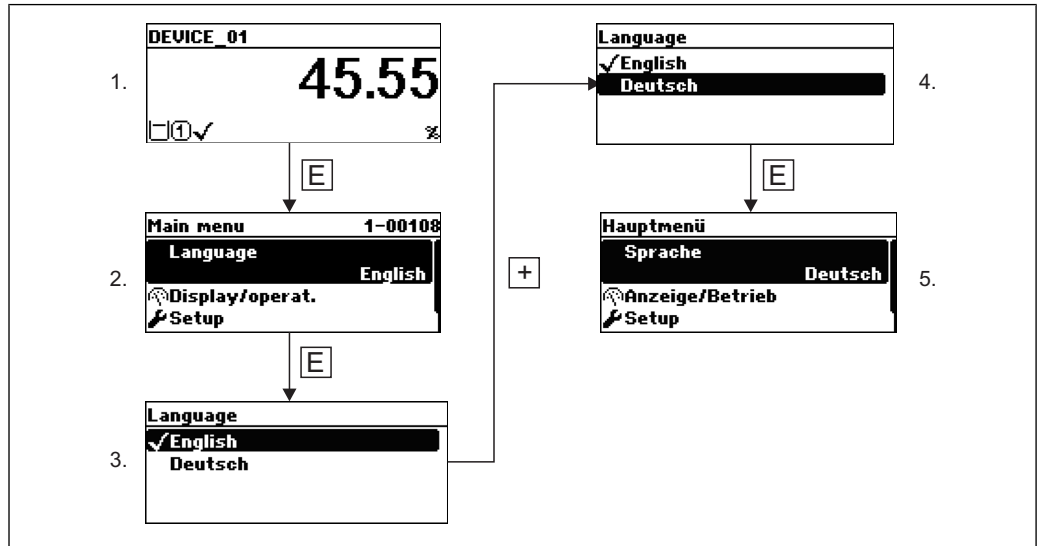 1.
DEVICE_01
45.55
1 %
E
2.
Main menu 1-00108
Language
English
Display/operat.
Setup
E
3.
Language
English
Deutsch
+
4.
Language
English
Deutsch
E
5.
Hauptmenü
Sprache
Deutsch
Anzeige/Betrieb
Setup